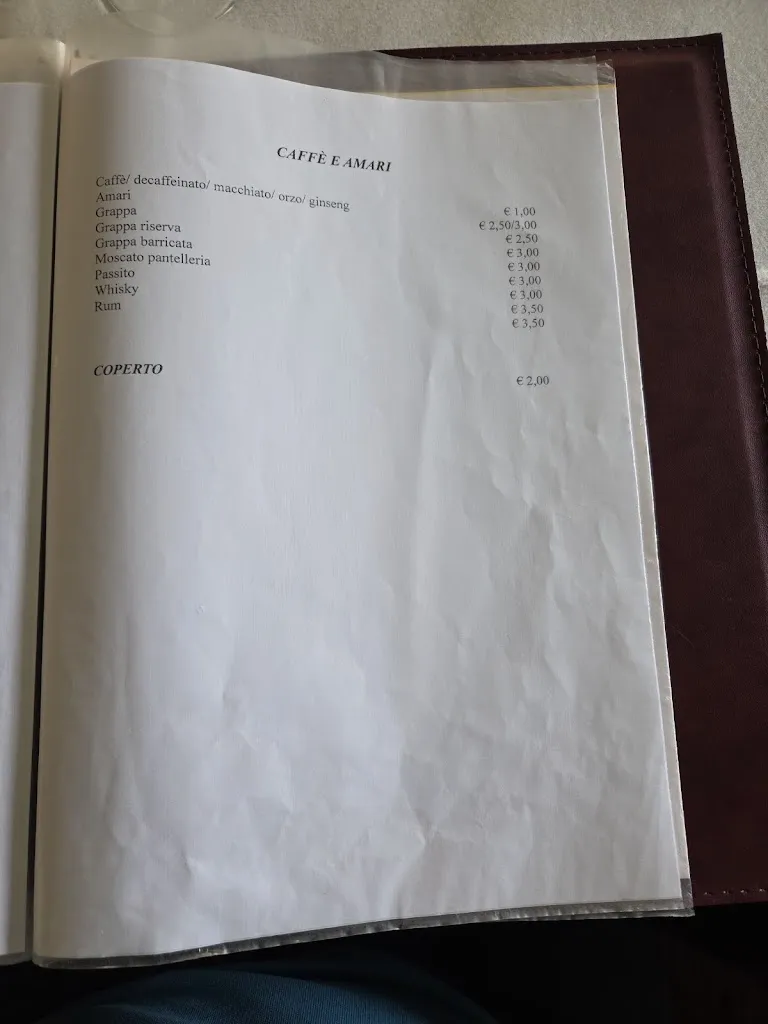 CAFFÈ E AMARI
Caffè/ decaffeinato/ macchiato/ orzo/ ginseng € 1,00
Amari € 2,50/3,00
Grappa € 2,50
Grappa riserva € 3,00
Grappa barricata € 3,00
Moscato pantelleria € 3,00
Passito € 3,00
Whisky € 3,50
Rum € 3,50
COPERTO € 2,00